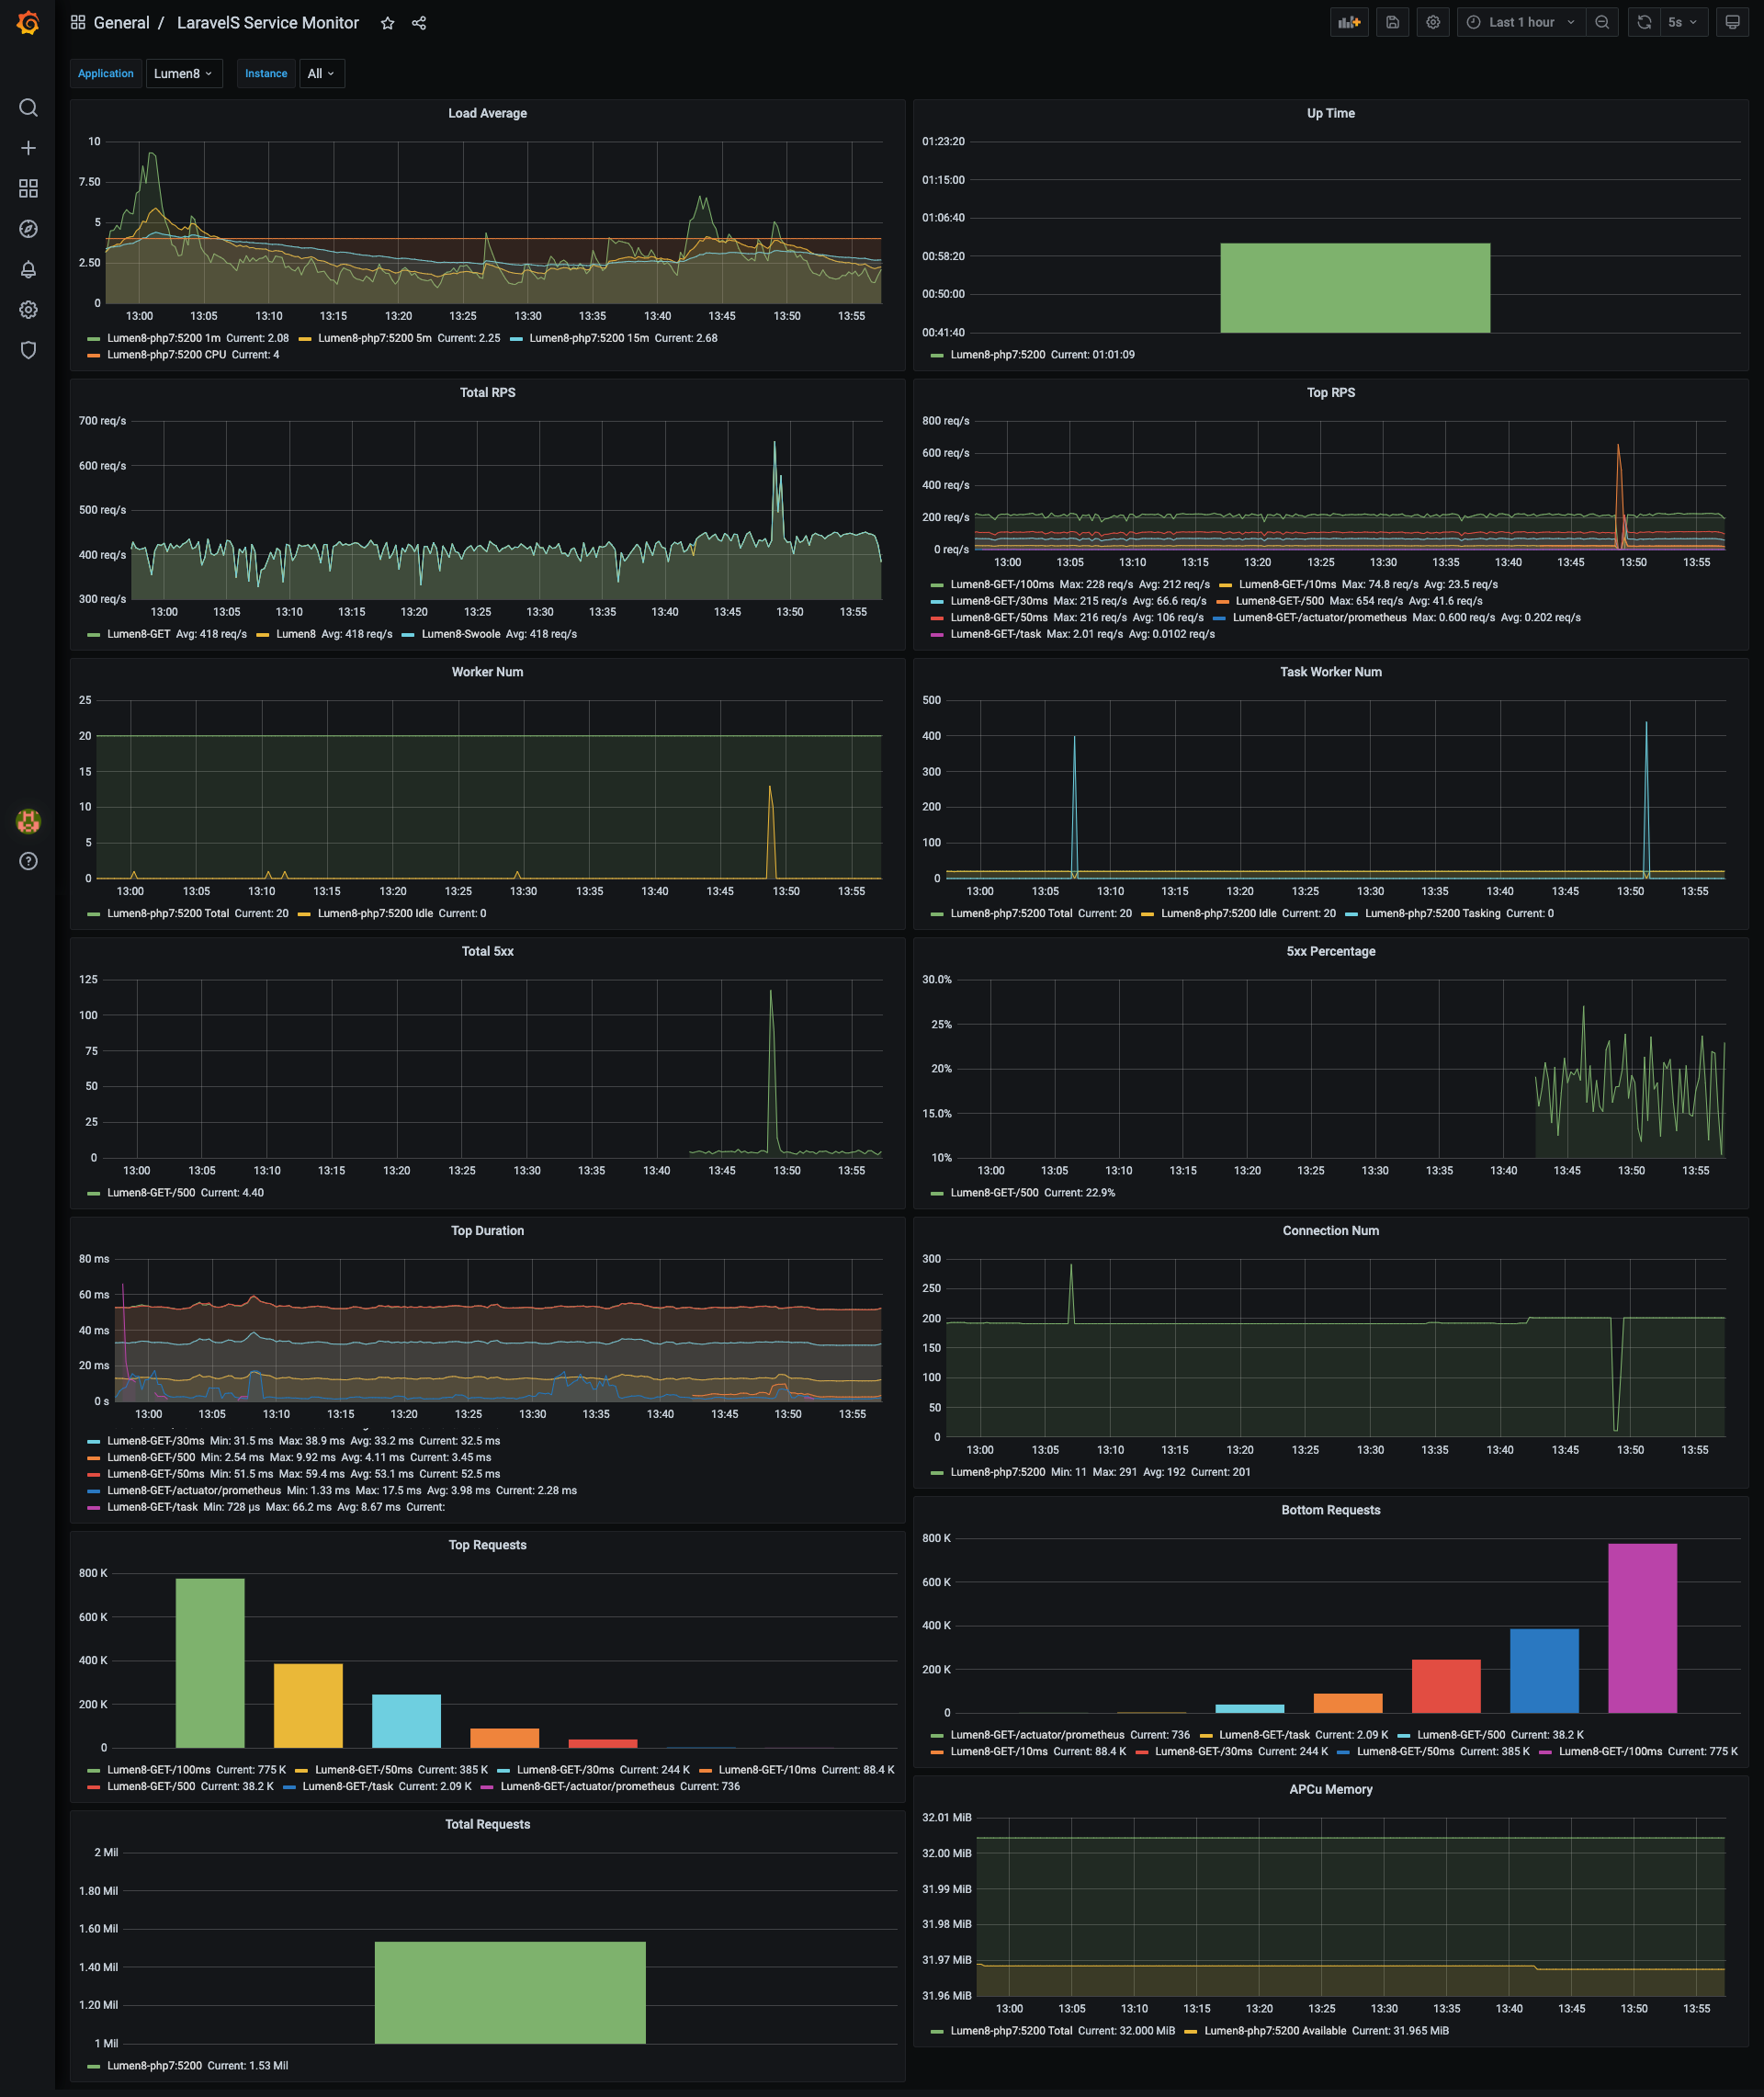 General / LaravelS Service Monitor
Last 1 hour
5s
Application Lumen8 Instance All
Load Average
10
7.50
5
2.50
0
13:00 13:05 13:10 13:15 13:20 13:25 13:30 13:35 13:40 13:45 13:50 13:55
Lumen8-php7:5200 1m Current: 2.08 Lumen8-php7:5200 5m Current: 2.25 Lumen8-php7:5200 15m Current: 2.68
Lumen8-php7:5200 CPU Current: 4
Up Time
01:23:20
01:15:00
01:06:40
00:58:20
00:50:00
00:41:40
Lumen8-php7:5200 Current: 01:01:09
Total RPS
700 req/s
600 req/s
500 req/s
400 req/s
300 req/s
13:00 13:05 13:10 13:15 13:20 13:25 13:30 13:35 13:40 13:45 13:50 13:55
Lumen8-GET Avg: 418 req/s Lumen8 Avg: 418 req/s Lumen8-Swoole Avg: 418 req/s
Top RPS
800 req/s
600 req/s
400 req/s
200 req/s
0 req/s
13:00 13:05 13:10 13:15 13:20 13:25 13:30 13:35 13:40 13:45 13:50 13:55
Lumen8-GET-/100ms Max: 228 req/s Avg: 212 req/s Lumen8-GET-/10ms Max: 74.8 req/s Avg: 23.5 req/s
Lumen8-GET-/30ms Max: 215 req/s Avg: 66.6 req/s Lumen8-GET-/500 Max: 654 req/s Avg: 41.6 req/s
Lumen8-GET-/50ms Max: 216 req/s Avg: 106 req/s Lumen8-GET-/actuator/prometheus Max: 0.600 req/s Avg: 0.202 req/s
Lumen8-GET-/task Max: 2.01 req/s Avg: 0.0102 req/s
Worker Num
25
20
15
10
5
0
13:00 13:05 13:10 13:15 13:20 13:25 13:30 13:35 13:40 13:45 13:50 13:55
Lumen8-php7:5200 Total Current: 20 Lumen8-php7:5200 Idle Current: 0
Task Worker Num
500
400
300
200
100
0
13:00 13:05 13:10 13:15 13:20 13:25 13:30 13:35 13:40 13:45 13:50 13:55
Lumen8-php7:5200 Total Current: 20 Lumen8-php7:5200 Idle Current: 20 Lumen8-php7:5200 Tasking Current: 0
Total 5xx
125
100
75
50
25
0
13:00 13:05 13:10 13:15 13:20 13:25 13:30 13:35 13:40 13:45 13:50 13:55
Lumen8-GET-/500 Current: 4.40
5xx Percentage
30.0%
25%
20%
15.0%
10%
13:00 13:05 13:10 13:15 13:20 13:25 13:30 13:35 13:40 13:45 13:50 13:55
Lumen8-GET-/500 Current: 22.9%
Top Duration
80 ms
60 ms
40 ms
20 ms
0 s
13:00 13:05 13:10 13:15 13:20 13:25 13:30 13:35 13:40 13:45 13:50 13:55
Lumen8-GET-/30ms Min: 31.5 ms Max: 38.9 ms Avg: 33.2 ms Current: 32.5 ms
Lumen8-GET-/500 Min: 2.54 ms Max: 9.92 ms Avg: 4.11 ms Current: 3.45 ms
Lumen8-GET-/50ms Min: 51.5 ms Max: 59.4 ms Avg: 53.1 ms Current: 52.5 ms
Lumen8-GET-/actuator/prometheus Min: 1.33 ms Max: 17.5 ms Avg: 3.98 ms Current: 2.28 ms
Lumen8-GET-/task Min: 728 µs Max: 66.2 ms Avg: 8.67 ms Current:
Connection Num
300
250
200
150
100
50
0
13:00 13:05 13:10 13:15 13:20 13:25 13:30 13:35 13:40 13:45 13:50 13:55
Lumen8-php7:5200 Min: 11 Max: 291 Avg: 192 Current: 201
Top Requests
800 K
600 K
400 K
200 K
0
Lumen8-GET-/100ms Current: 775 K Lumen8-GET-/50ms Current: 385 K Lumen8-GET-/30ms Current: 244 K Lumen8-GET-/10ms Current: 88.4 K
Lumen8-GET-/500 Current: 38.2 K Lumen8-GET-/task Current: 2.09 K Lumen8-GET-/actuator/prometheus Current: 736
Bottom Requests
800 K
600 K
400 K
200 K
0
Lumen8-GET-/actuator/prometheus Current: 736 Lumen8-GET-/task Current: 2.09 K Lumen8-GET-/500 Current: 38.2 K
Lumen8-GET-/10ms Current: 88.4 K Lumen8-GET-/30ms Current: 244 K Lumen8-GET-/50ms Current: 385 K Lumen8-GET-/100ms Current: 775 K
Total Requests
2 Mil
1.80 Mil
1.60 Mil
1.40 Mil
1.20 Mil
1 Mil
Lumen8-php7:5200 Current: 1.53 Mil
APCu Memory
32.01 MiB
32.00 MiB
31.99 MiB
31.98 MiB
31.97 MiB
31.96 MiB
13:00 13:05 13:10 13:15 13:20 13:25 13:30 13:35 13:40 13:45 13:50 13:55
Lumen8-php7:5200 Total Current: 32.000 MiB Lumen8-php7:5200 Available Current: 31.965 MiB